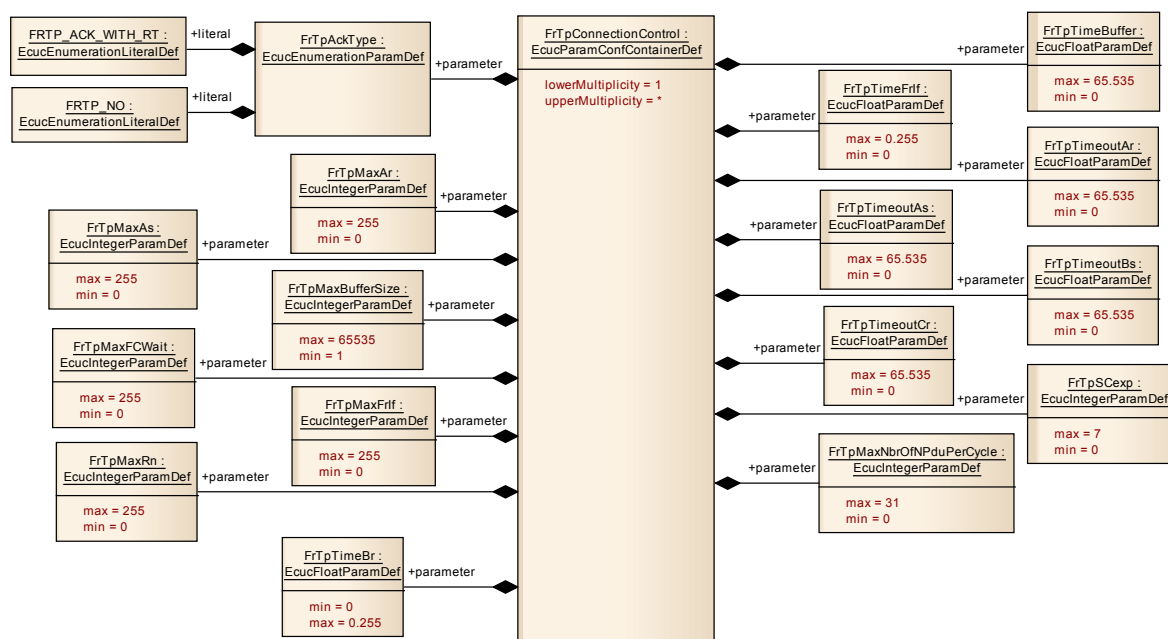 FRTP_ACK_WITH_RT :
EcucEnumerationLiteralDef
+literal
FRTP_NO :
EcucEnumerationLiteralDef
+literal
FrTpAckType :
EcucEnumerationParamDef
+parameter
FrTpMaxAr :
EcucIntegerParamDef
max = 255
min = 0
+parameter
FrTpMaxAs :
EcucIntegerParamDef
max = 255
min = 0
+parameter
FrTpMaxBufferSize :
EcucIntegerParamDef
max = 65535
min = 1
+parameter
FrTpMaxFCWait :
EcucIntegerParamDef
max = 255
min = 0
+parameter
FrTpMaxFrIf :
EcucIntegerParamDef
max = 255
min = 0
+parameter
FrTpMaxRn :
EcucIntegerParamDef
max = 255
min = 0
+parameter
FrTpTimeBr :
EcucFloatParamDef
min = 0
max = 0.255
+parameter
FrTpConnectionControl :
EcucParamConfContainerDef
lowerMultiplicity = 1
upperMultiplicity = *
+parameter
FrTpTimeBuffer :
EcucFloatParamDef
max = 65.535
min = 0
+parameter
FrTpTimeFrIf :
EcucFloatParamDef
max = 0.255
min = 0
+parameter
FrTpTimeoutAr :
EcucFloatParamDef
max = 65.535
min = 0
+parameter
FrTpTimeoutAs :
EcucFloatParamDef
max = 65.535
min = 0
+parameter
FrTpTimeoutBs :
EcucFloatParamDef
max = 65.535
min = 0
+parameter
FrTpTimeoutCr :
EcucFloatParamDef
max = 65.535
min = 0
+parameter
FrTpSCexp :
EcucIntegerParamDef
max = 7
min = 0
+parameter
FrTpMaxNbrOfNPduPerCycle :
EcucIntegerParamDef
max = 31
min = 0